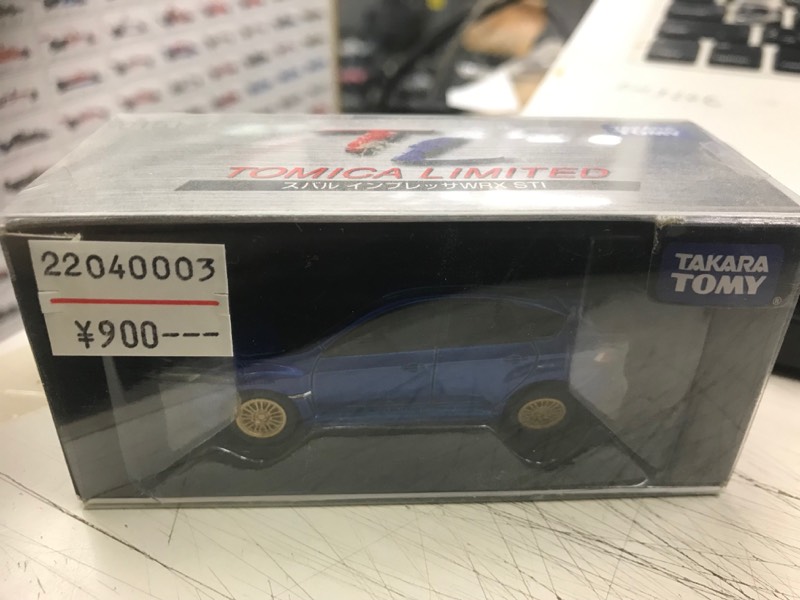 TOMICA LIMITED
スバル インプレッサWRX STI
22040003
¥900---
TAKARA
TOMY